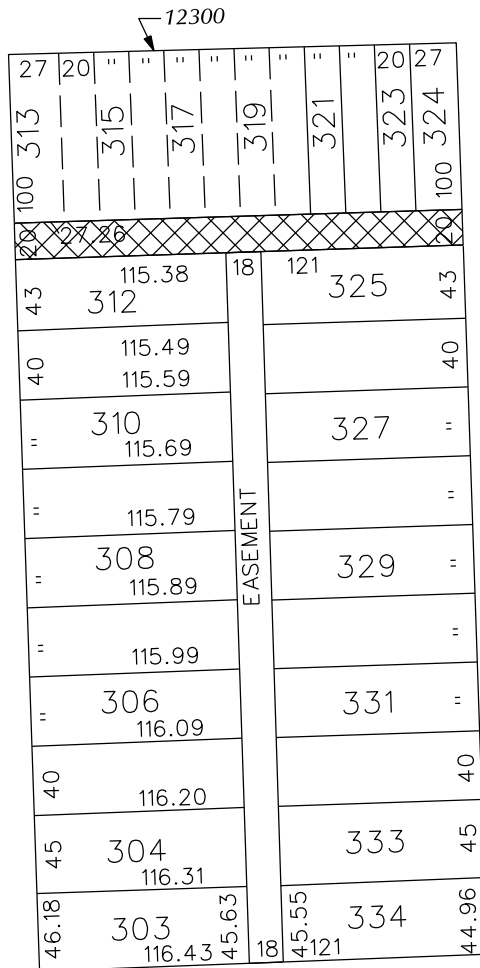 12300
27 20 " " " " " " " " 20 27
313 315 317 319 321 323 324
100 100
20 27 26 20
115.38 18 121
43 312 325 43
115.49
40 40
115.59
310 327
" 115.69 "
" 115.79 "
308 329
" 115.89 "
EASEMENT
" 115.99 "
306 331
" 116.09 "
40 116.20 40
45 304 333 45
116.31
46.18 303 45.63 45.55 334 44.96
116.43 18 121